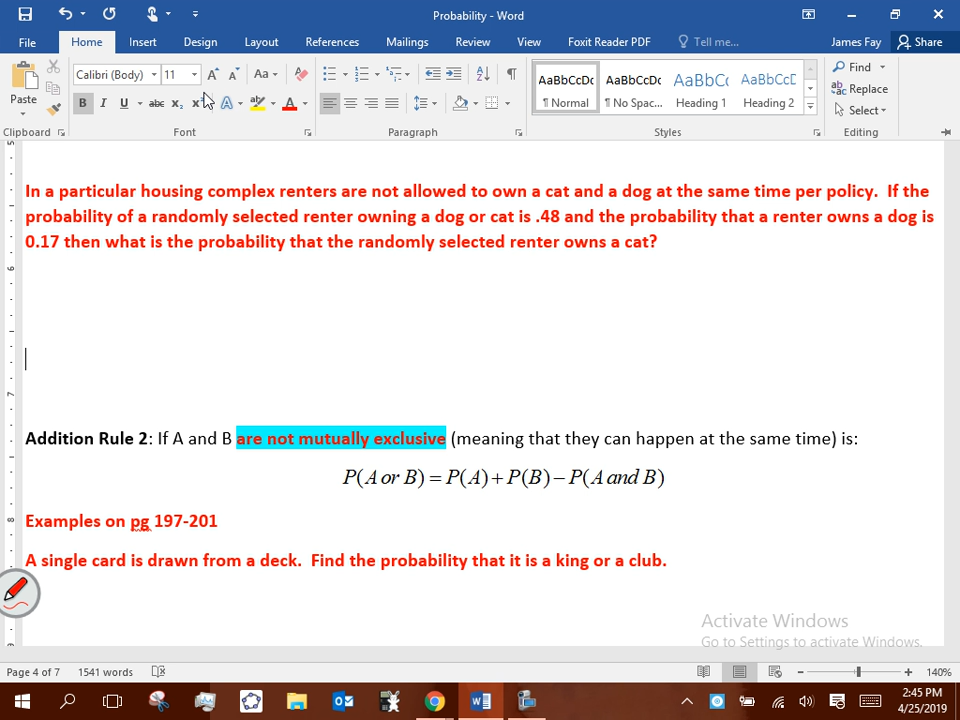 Probability - Word
File Home Insert Design Layout References Mailings Review View Foxit Reader PDF Tell me... James Fay Share
Calibri (Body) 11 Aa
AaBbCcDc AaBbCcDc AaBbCc AaBbCcD
Find
Paste
B I U abc x₂ x² A aby A
¶ Normal ¶ No Spac... Heading 1 Heading 2
Replace
Select
Clipboard Font Paragraph Styles Editing
In a particular housing complex renters are not allowed to own a cat and a dog at the same time per policy. If the
probability of a randomly selected renter owning a dog or cat is .48 and the probability that a renter owns a dog is
0.17 then what is the probability that the randomly selected renter owns a cat?
Addition Rule 2: If A and B are not mutually exclusive (meaning that they can happen at the same time) is:
P(A or B) = P(A) + P(B) − P(A and B)
Examples on pg 197-201
A single card is drawn from a deck. Find the probability that it is a king or a club.
Activate Windows
Go to Settings to activate Windows.
Page 4 of 7 1541 words 140%
2:45 PM
4/25/2019